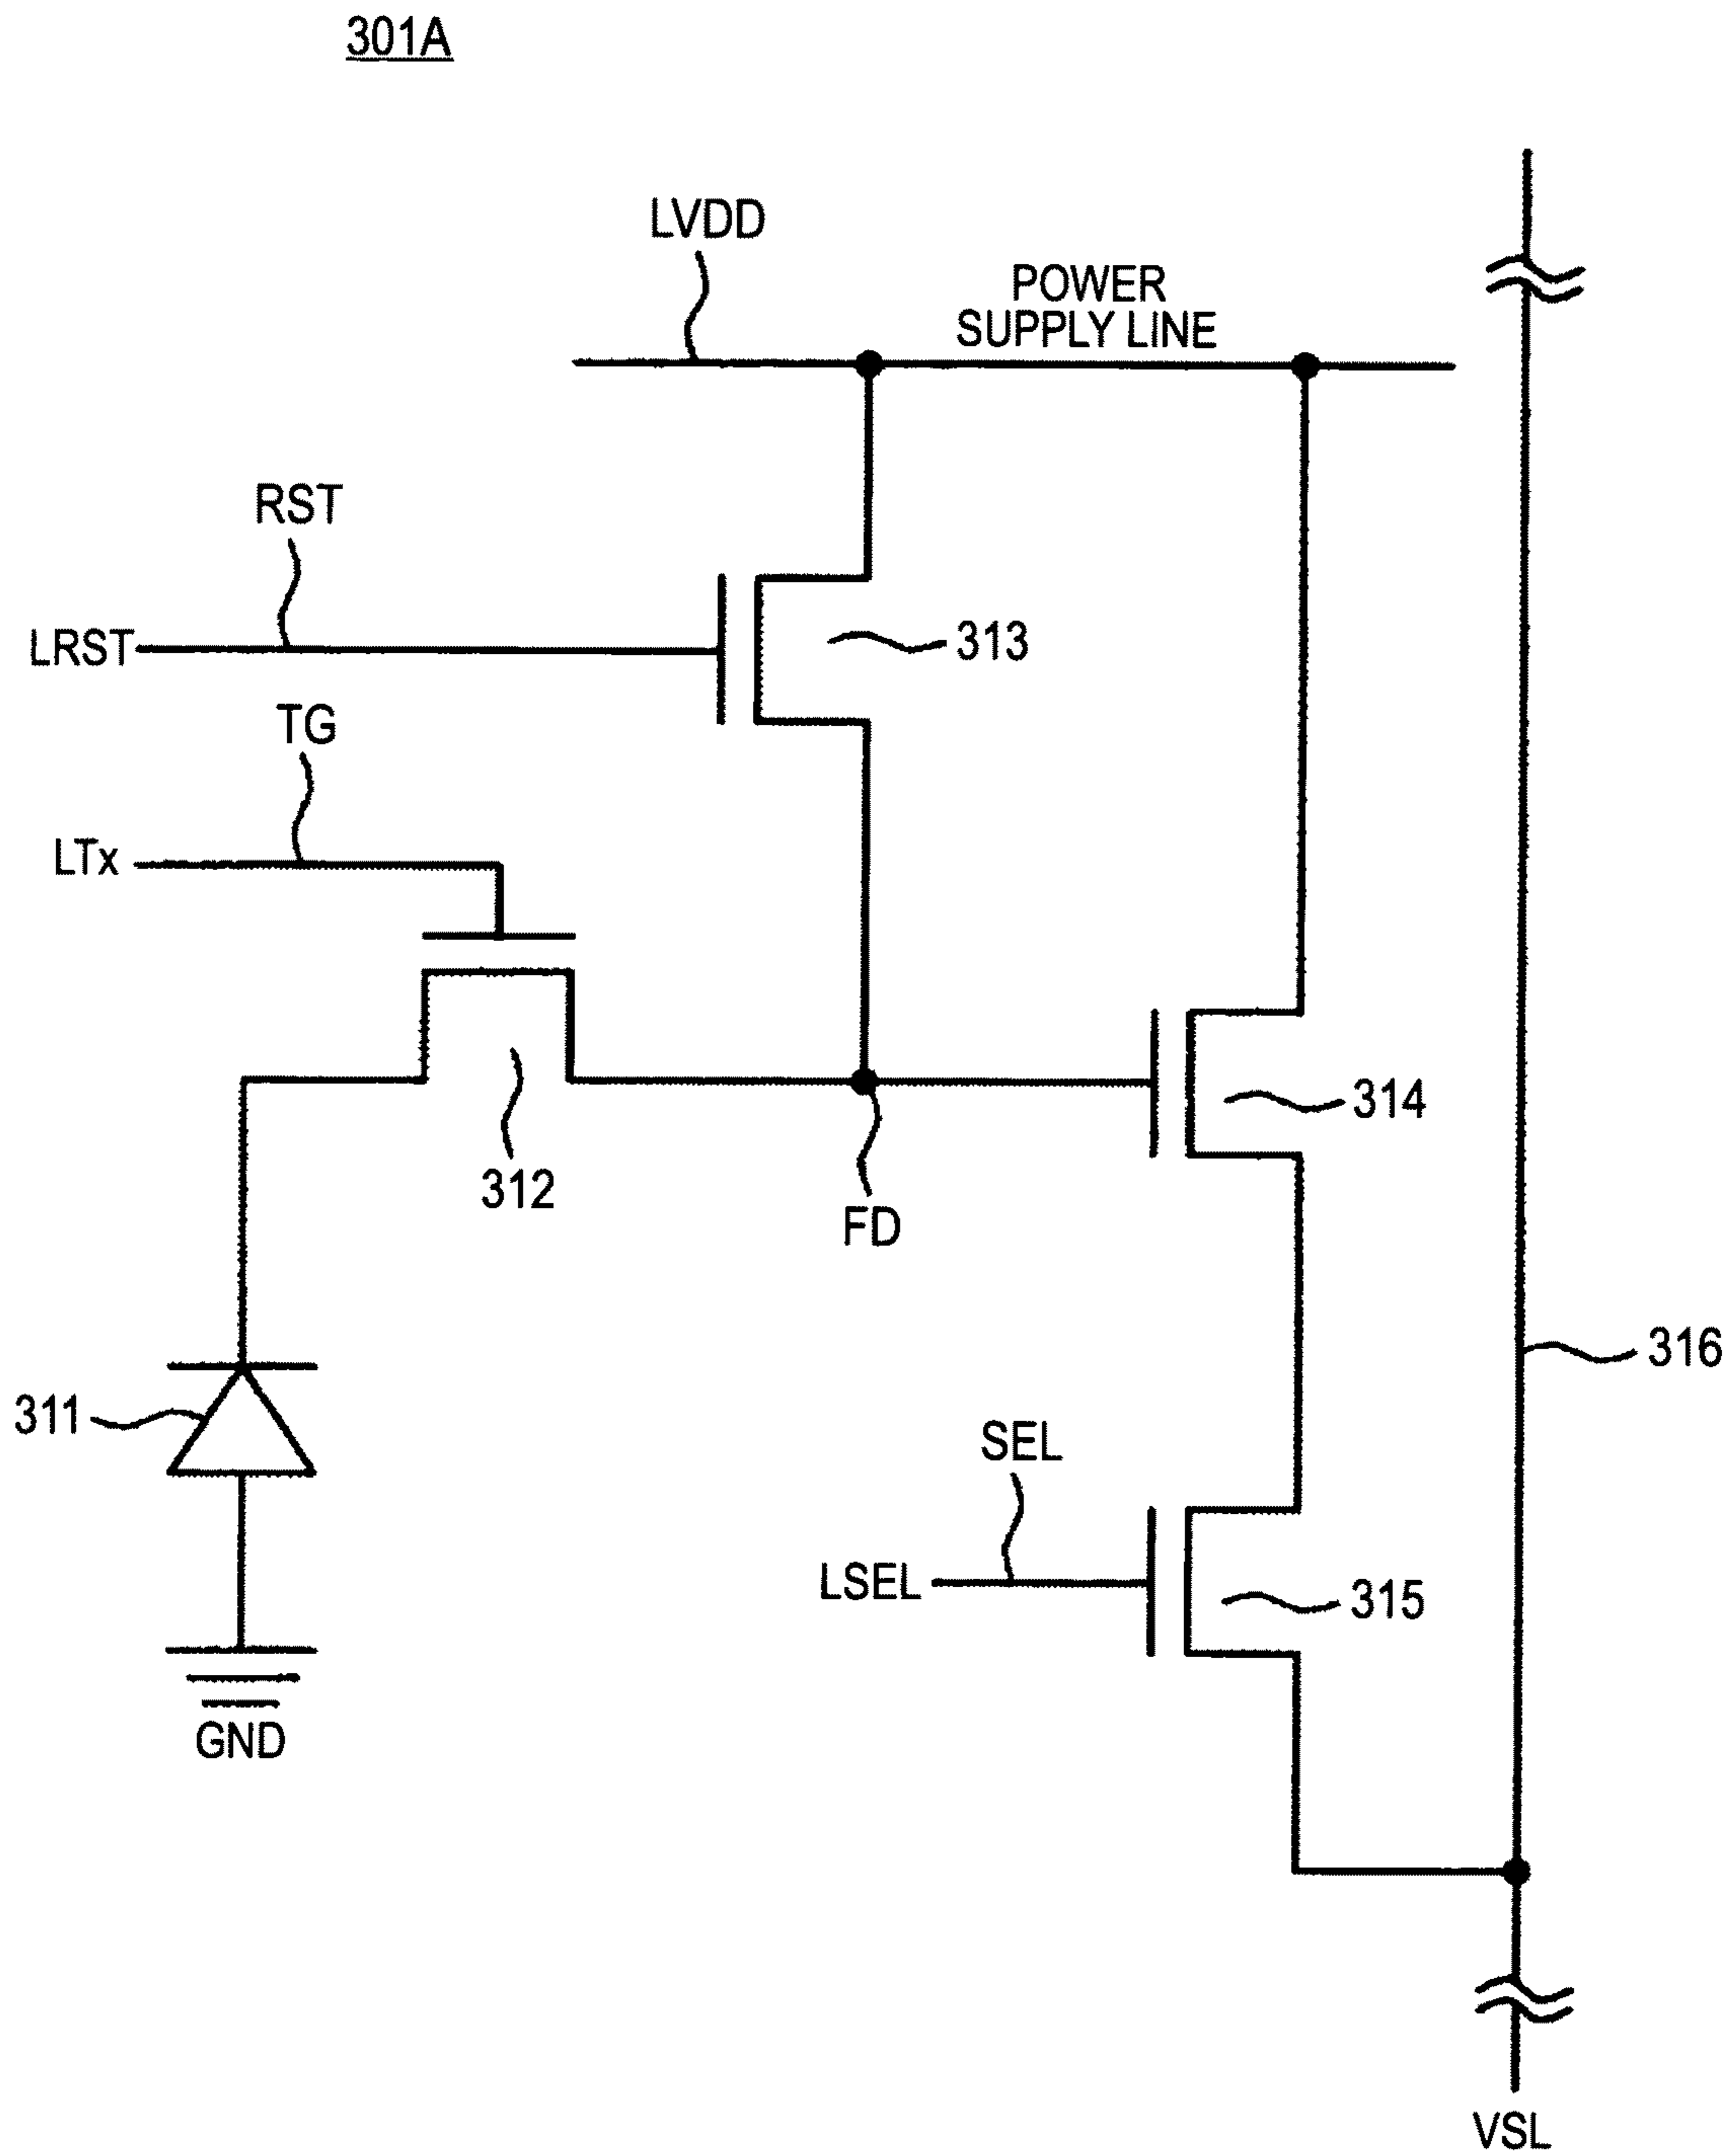 301A
LVDD
POWER
SUPPLY LINE
RST
LRST
313
TG
LTx
314
312
FD
316
311
SEL
LSEL
315
GND
VSL